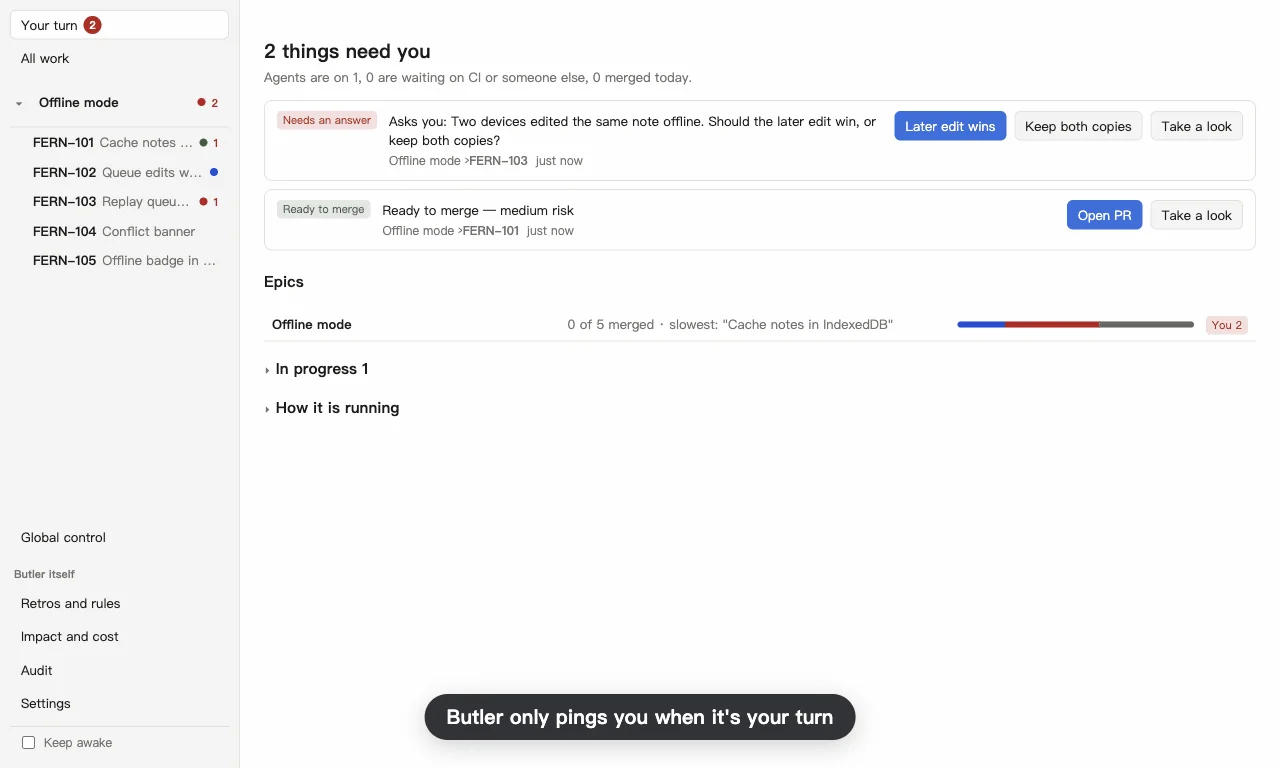 Your turn 2
All work
Offline mode 2
FERN-101 Cache notes ... 1
FERN-102 Queue edits w...
FERN-103 Replay queu... 1
FERN-104 Conflict banner
FERN-105 Offline badge in ...
Global control
Butler itself
Retros and rules
Impact and cost
Audit
Settings
Keep awake
2 things need you
Agents are on 1, 0 are waiting on CI or someone else, 0 merged today.
Needs an answer
Asks you: Two devices edited the same note offline. Should the later edit win, or
keep both copies?
Offline mode ›FERN-103 just now
Later edit wins
Keep both copies
Take a look
Ready to merge
Ready to merge — medium risk
Offline mode ›FERN-101 just now
Open PR
Take a look
Epics
Offline mode
0 of 5 merged · slowest: "Cache notes in IndexedDB"
You 2
In progress 1
How it is running
Butler only pings you when it's your turn